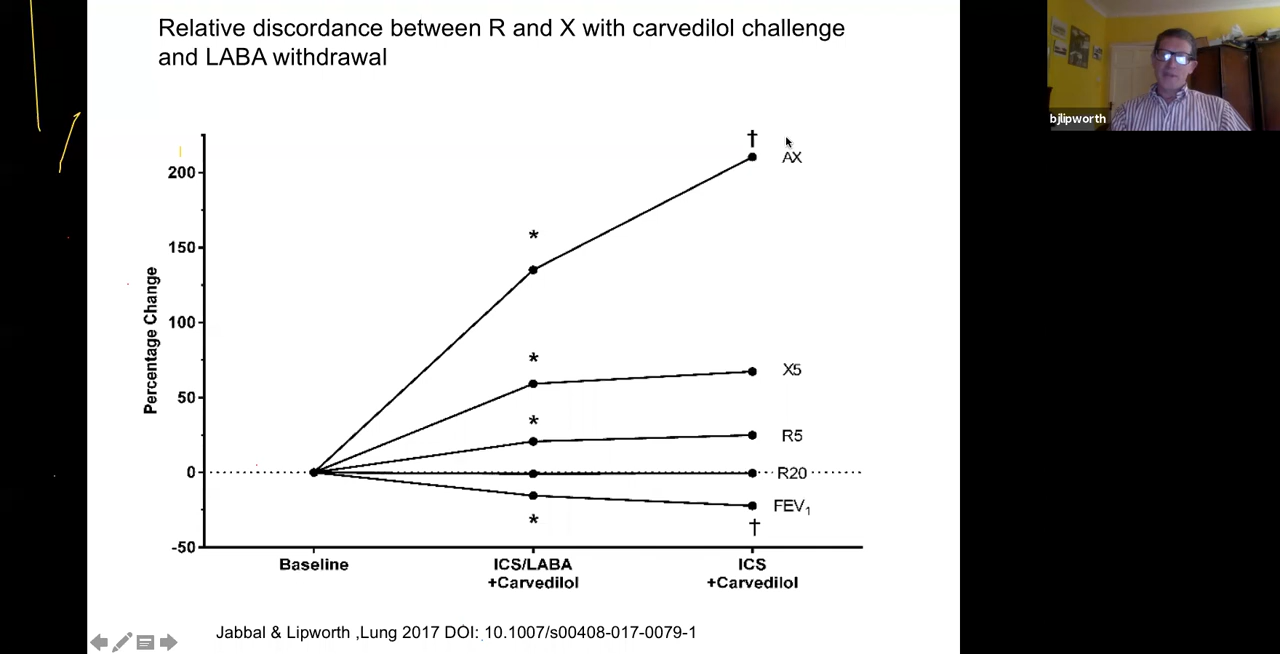 Relative discordance between R and X with carvedilol challenge
and LABA withdrawal
bjlipworth
†
AX
200
*
150
Percentage Change
100
*
X5
50
*
R5
0
R20
FEV₁
*
†
-50
Baseline
ICS/LABA
+Carvedilol
ICS
+Carvedilol
Jabbal & Lipworth ,Lung 2017 DOI: 10.1007/s00408-017-0079-1